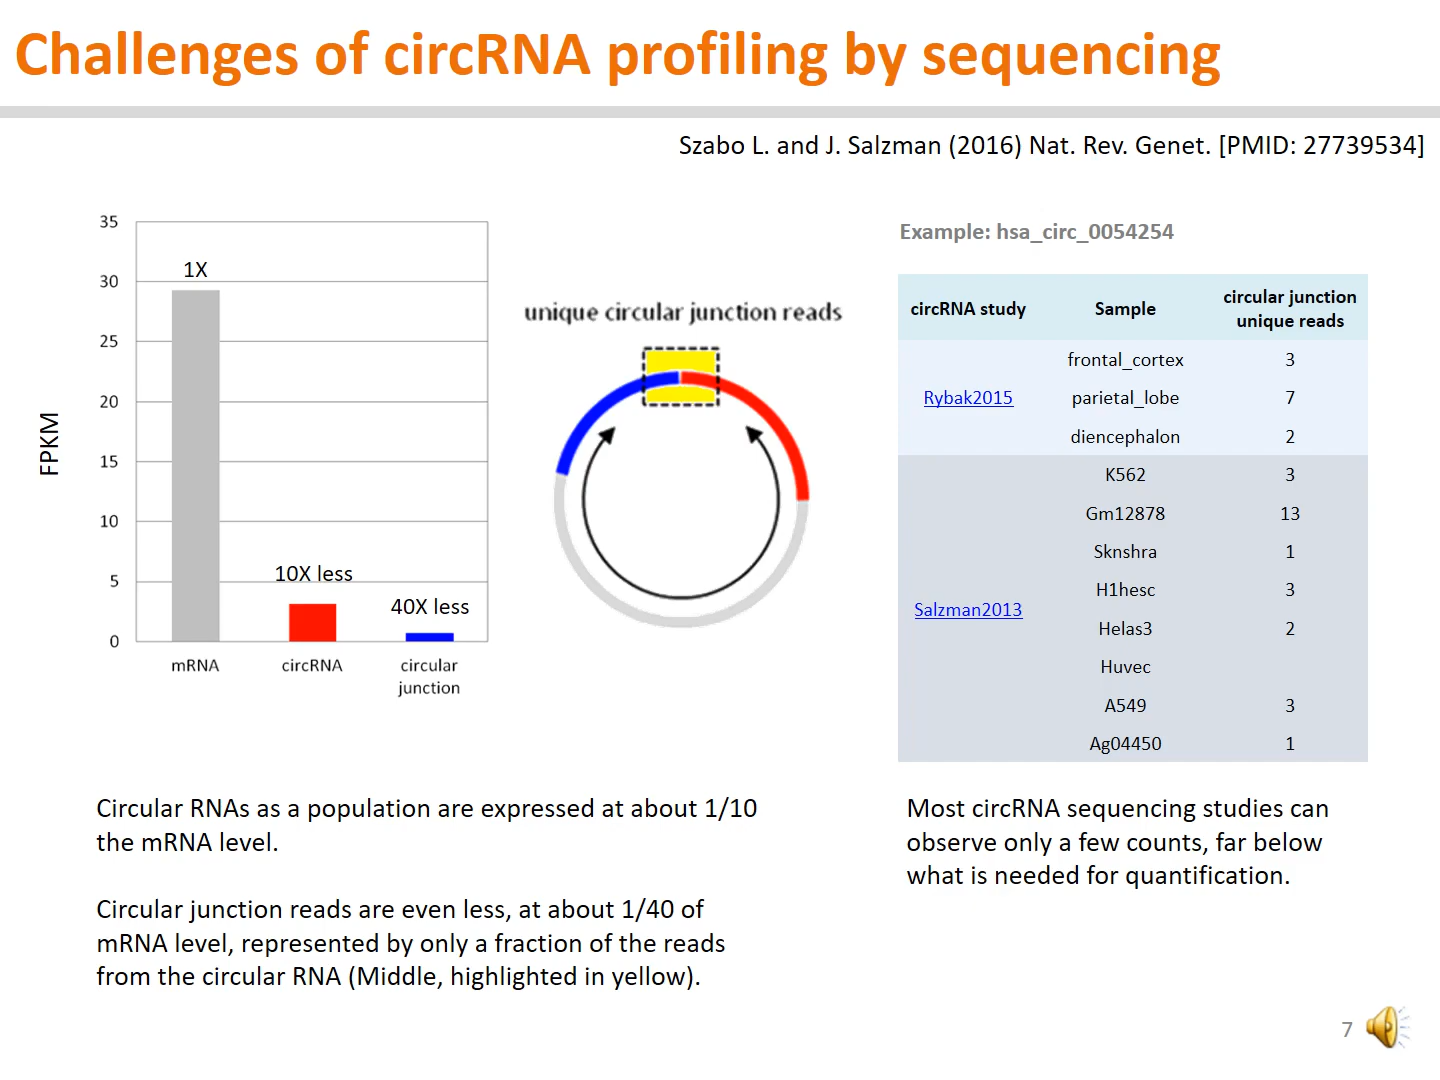 Challenges of circRNA profiling by sequencing
Szabo L. and J. Salzman (2016) Nat. Rev. Genet. [PMID: 27739534]
35
30
25
20
15
10
5
0
FPKM
1X
10X less
40X less
mRNA
circRNA
circular
junction
unique circular junction reads
Example: hsa_circ_0054254
circRNA study Sample circular junction
unique reads
Rybak2015
frontal_cortex 3
parietal_lobe 7
diencephalon 2
Salzman2013
K562 3
Gm12878 13
Sknshra 1
H1hesc 3
Helas3 2
Huvec
A549 3
Ag04450 1
Circular RNAs as a population are expressed at about 1/10
the mRNA level.
Circular junction reads are even less, at about 1/40 of
mRNA level, represented by only a fraction of the reads
from the circular RNA (Middle, highlighted in yellow).
Most circRNA sequencing studies can
observe only a few counts, far below
what is needed for quantification.
7